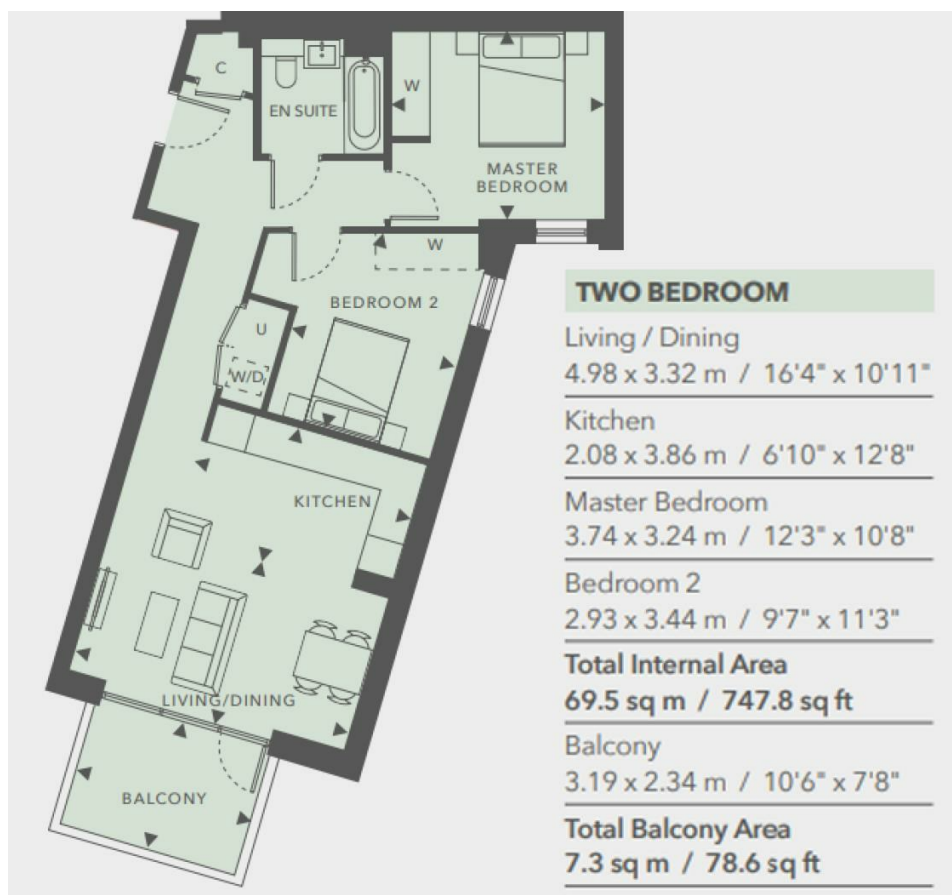 C
EN SUITE
W
MASTER
BEDROOM
W
BEDROOM 2
U
W/D
KITCHEN
LIVING/DINING
BALCONY
TWO BEDROOM
Living / Dining
4.98 x 3.32 m / 16'4" x 10'11"
Kitchen
2.08 x 3.86 m / 6'10" x 12'8"
Master Bedroom
3.74 x 3.24 m / 12'3" x 10'8"
Bedroom 2
2.93 x 3.44 m / 9'7" x 11'3"
Total Internal Area
69.5 sq m / 747.8 sq ft
Balcony
3.19 x 2.34 m / 10'6" x 7'8"
Total Balcony Area
7.3 sq m / 78.6 sq ft